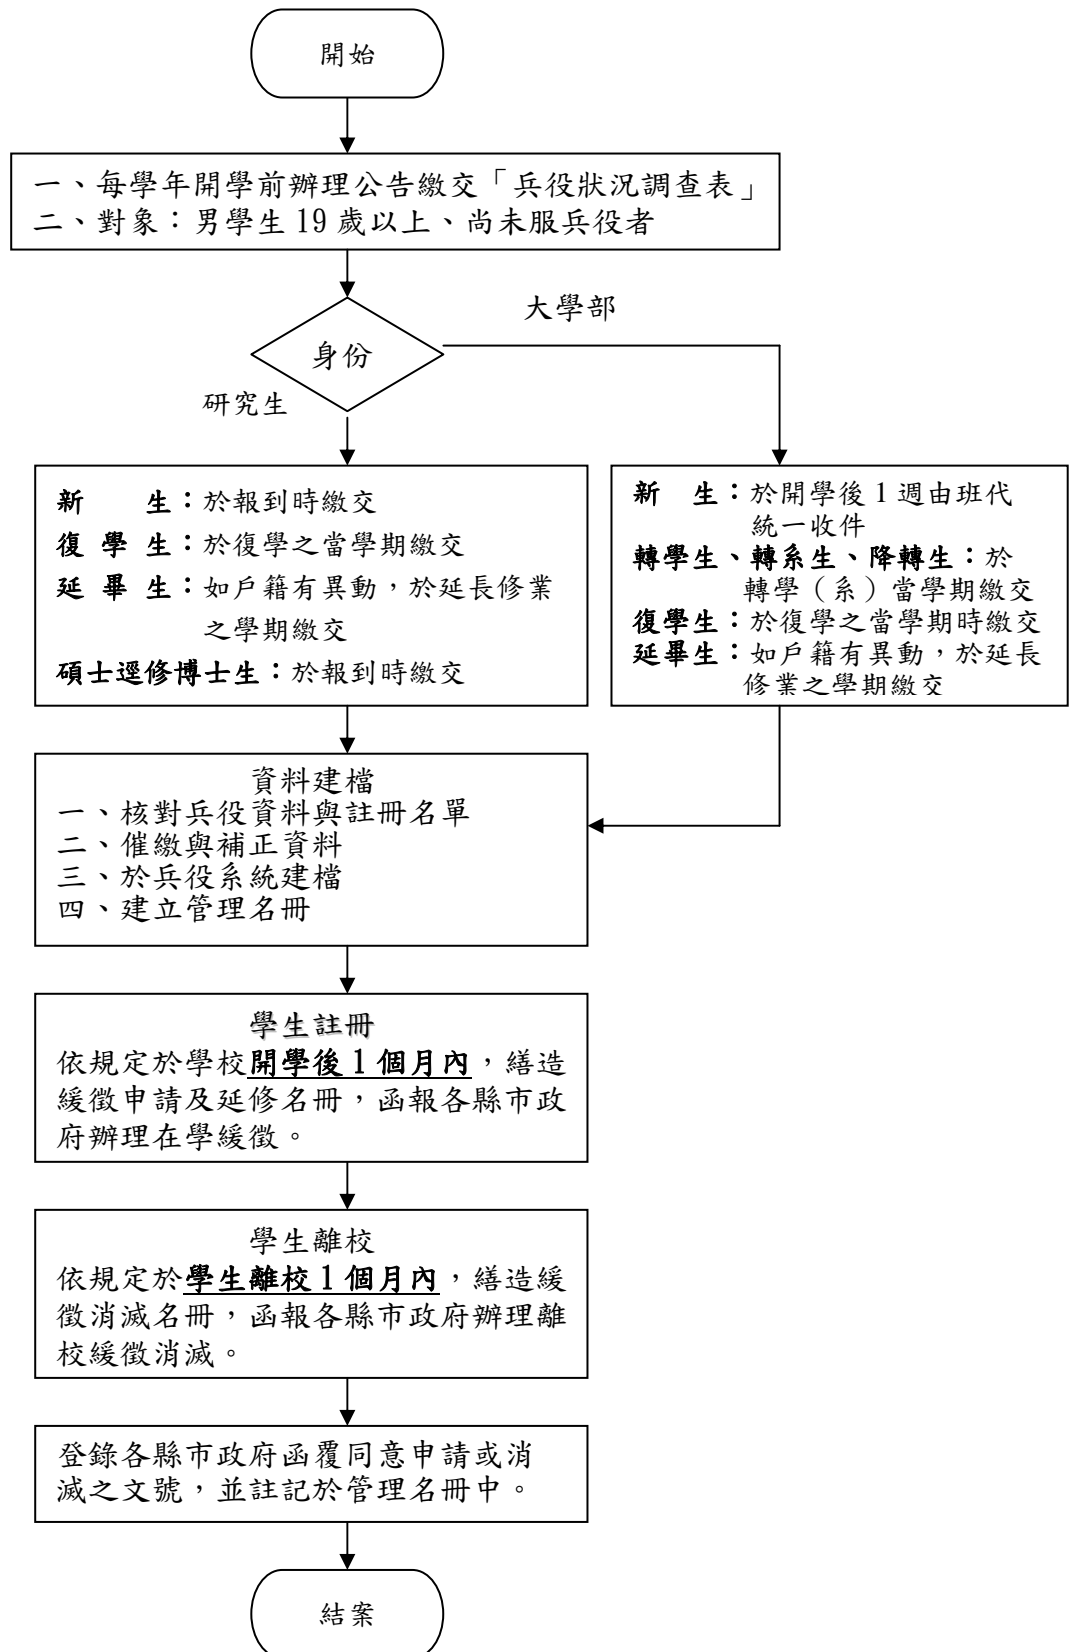 開始
一、每學年開學前辦理公告繳交「兵役狀況調查表」
二、對象：男學生 19 歲以上、尚未服兵役者
大學部
身份
研究生
新　　生：於報到時繳交
復 學 生：於復學之當學期繳交
延 畢 生：如戶籍有異動，於延長修業
之學期繳交
碩士逕修博士生：於報到時繳交
新　生：於開學後 1 週由班代
統一收件
轉學生、轉系生、降轉生：於
轉學（系）當學期繳交
復學生：於復學之當學期時繳交
延畢生：如戶籍有異動，於延長
修業之學期繳交
資料建檔
一、核對兵役資料與註冊名單
二、催繳與補正資料
三、於兵役系統建檔
四、建立管理名冊
學生註冊
依規定於學校開學後 1 個月內，繕造
緩徵申請及延修名冊，函報各縣市政
府辦理在學緩徵。
學生離校
依規定於學生離校 1 個月內，繕造緩
徵消滅名冊，函報各縣市政府辦理離
校緩徵消滅。
登錄各縣市政府函覆同意申請或消
滅之文號，並註記於管理名冊中。
結案